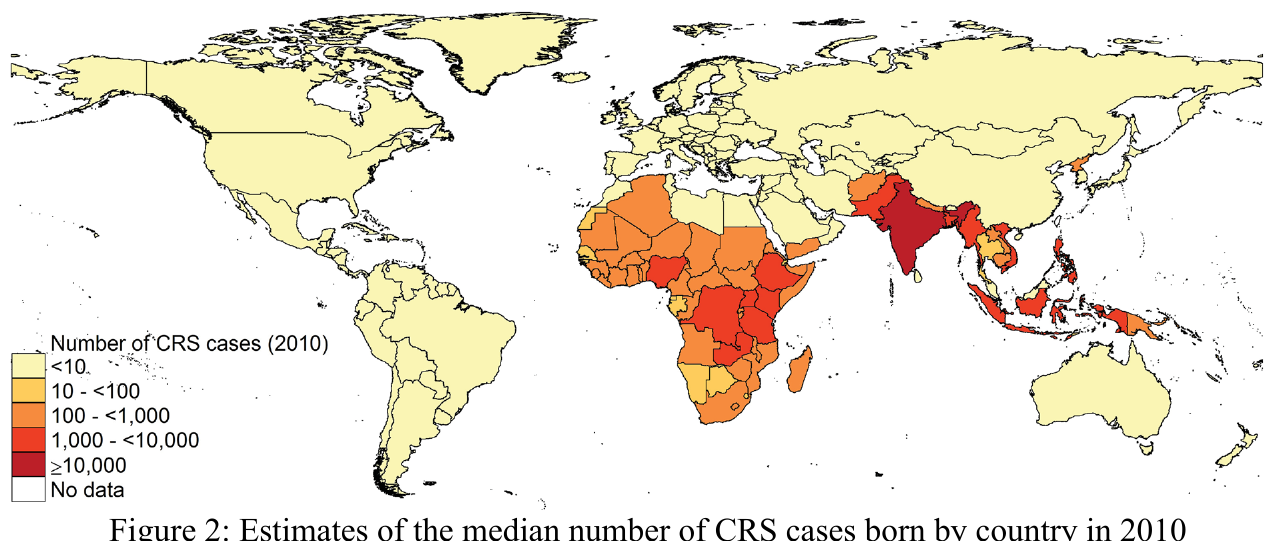 Number of CRS cases (2010)
<10
10 - <100
100 - <1,000
1,000 - <10,000
≥10,000
No data
Figure 2: Estimates of the median number of CRS cases born by country in 2010